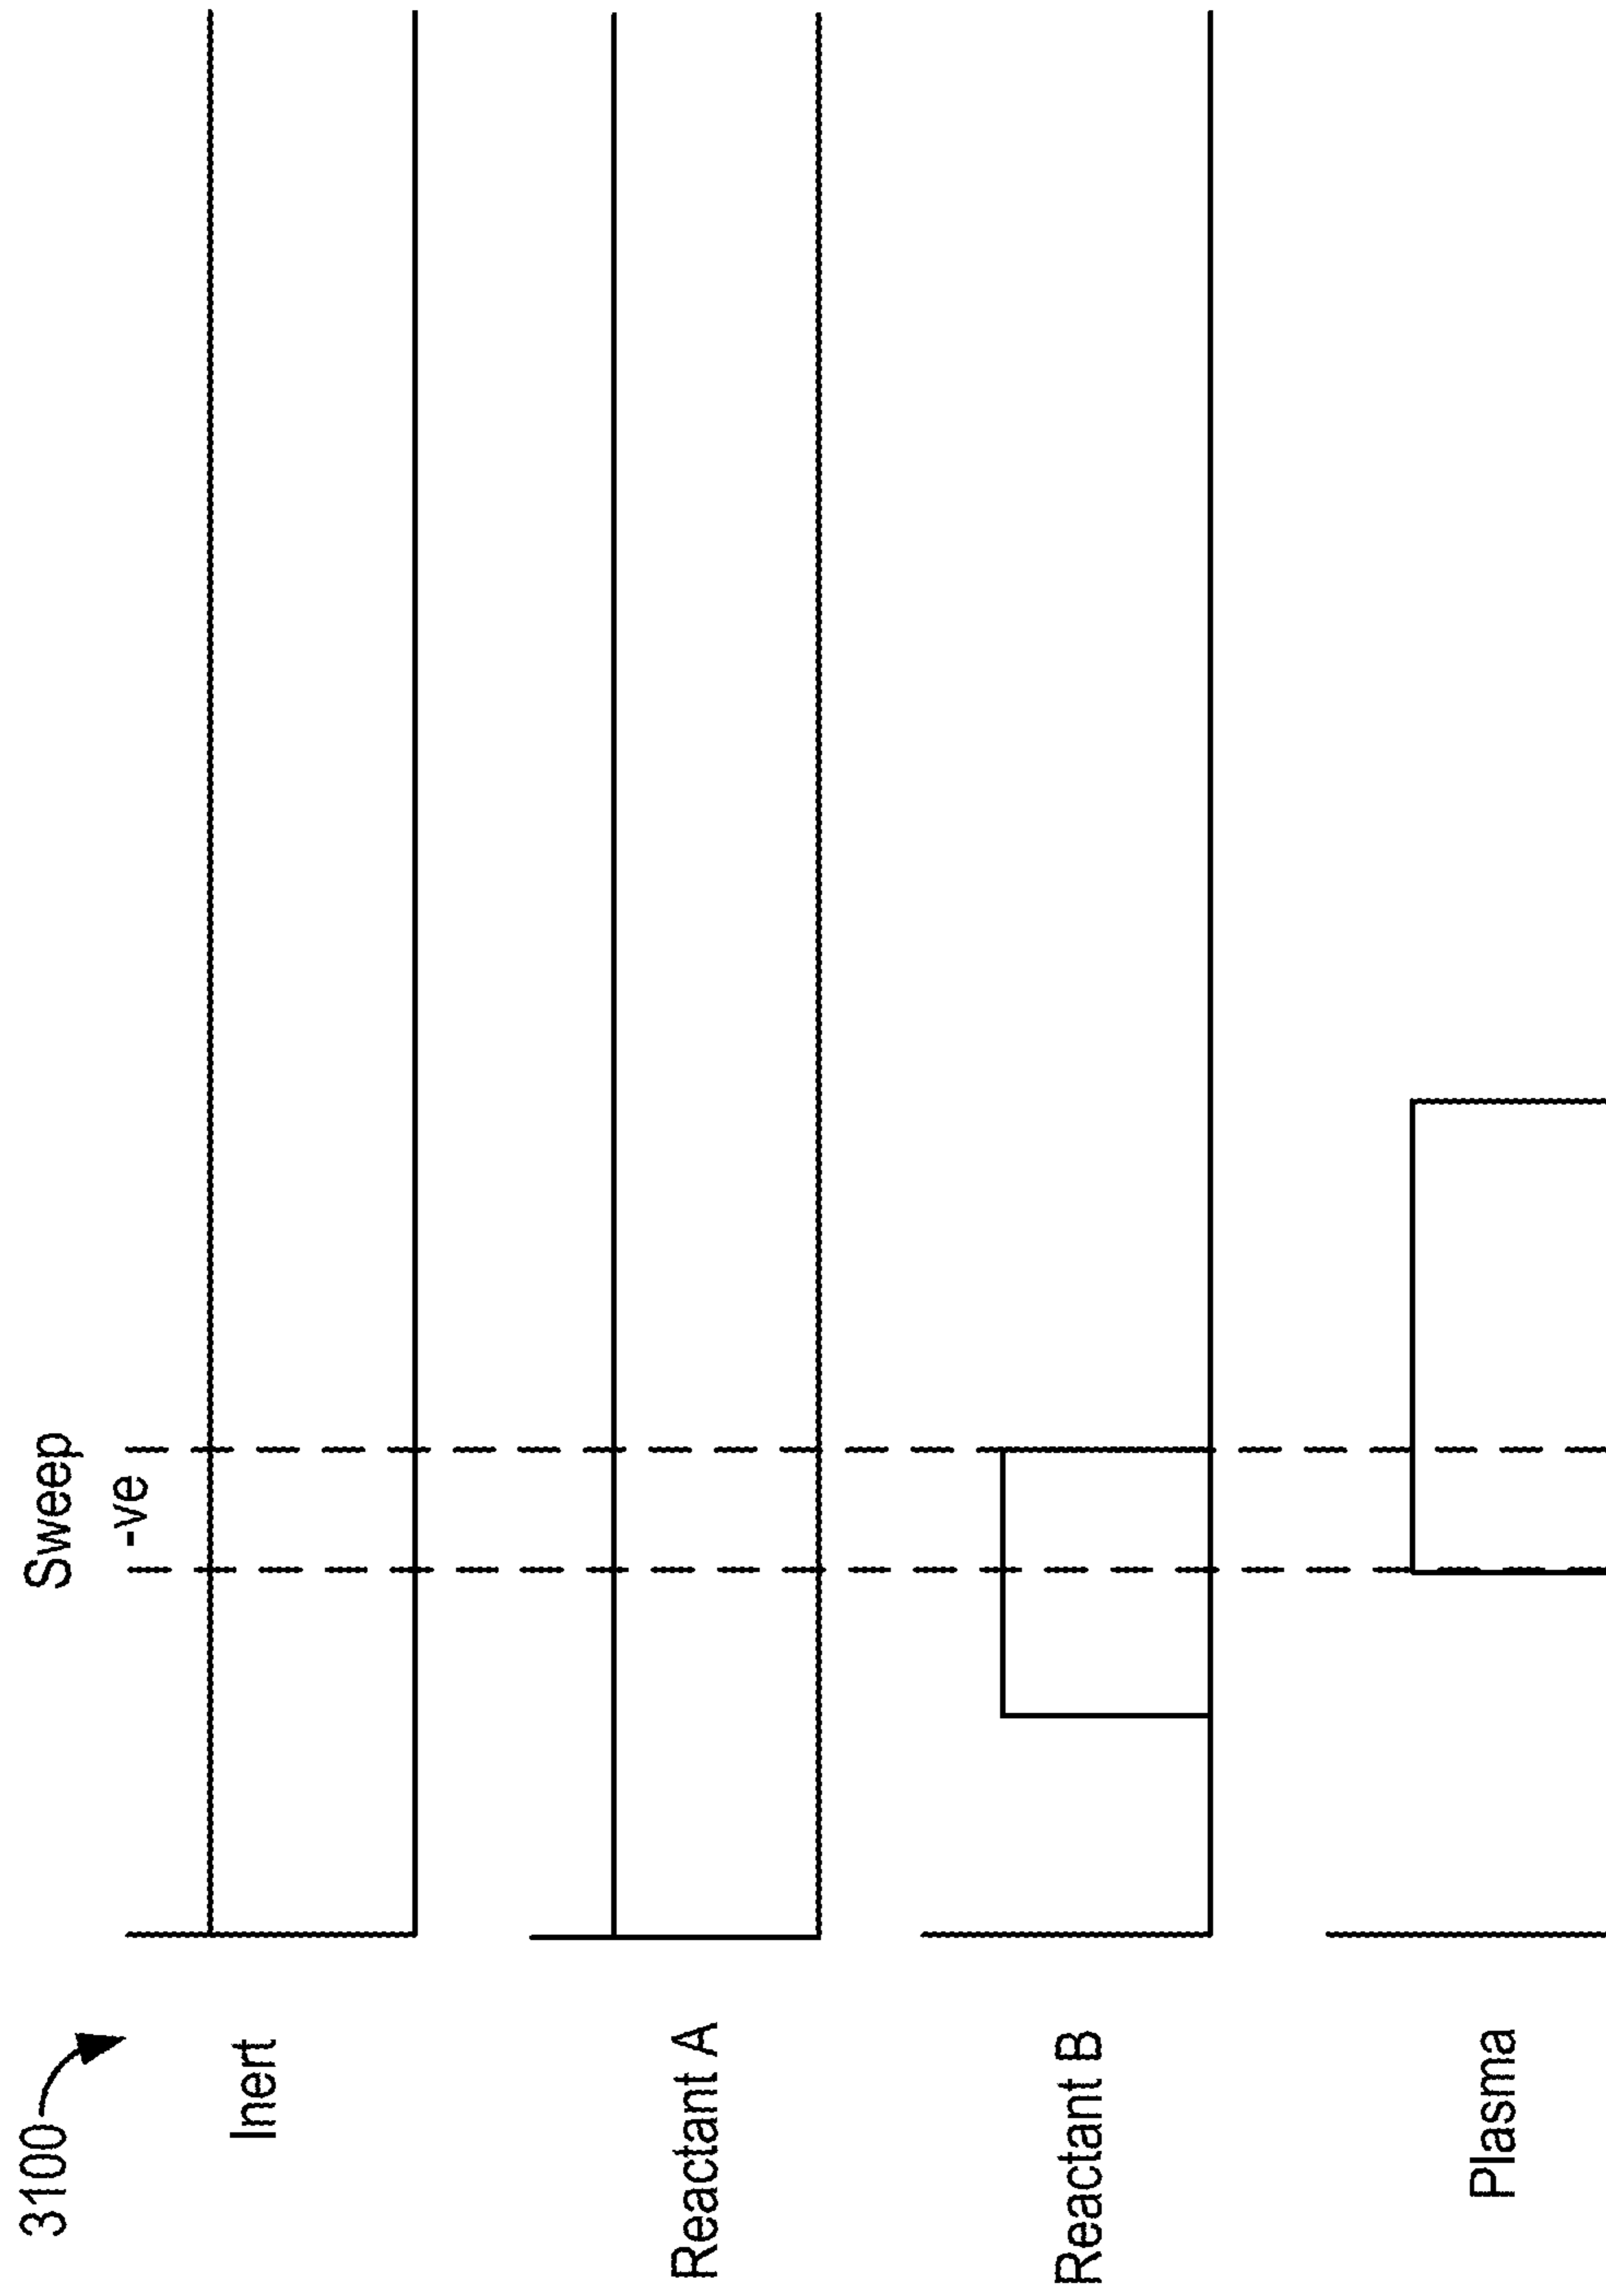 3100
Sweep
-ve
Inert
Reactant A
Reactant B
Plasma